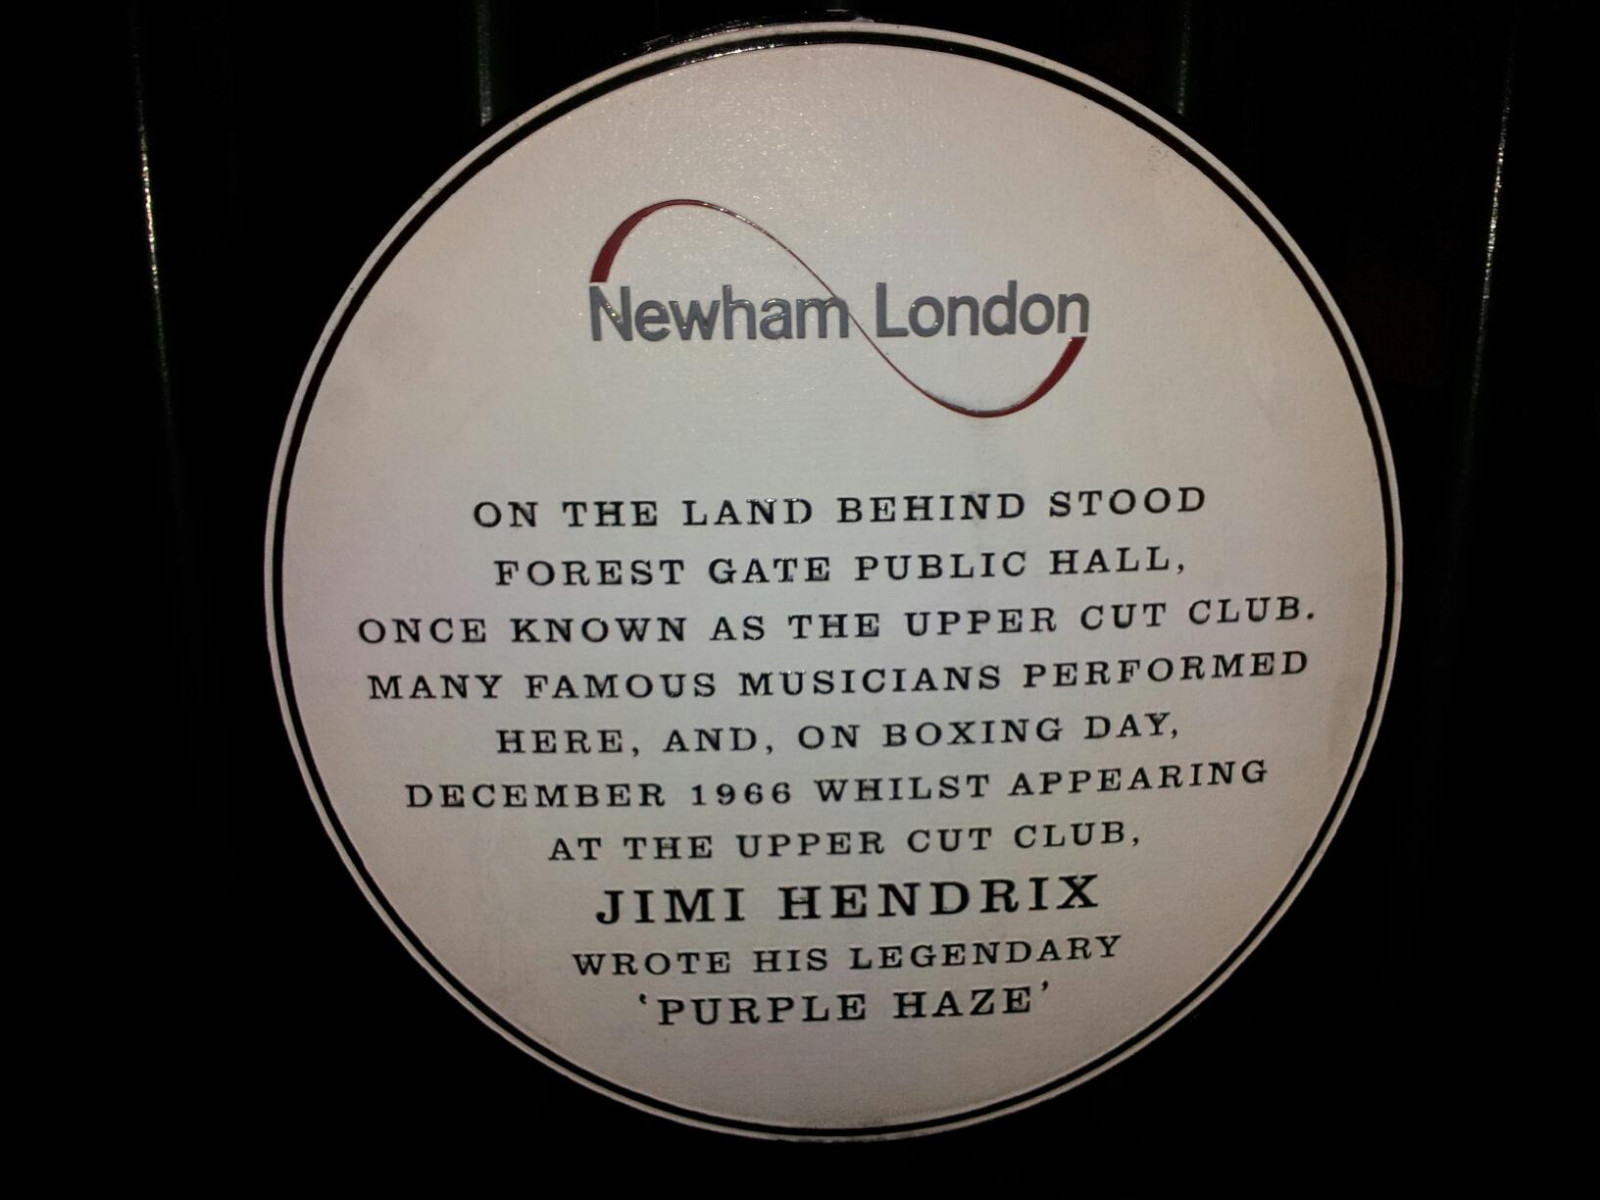 Newham London
ON THE LAND BEHIND STOOD
FOREST GATE PUBLIC HALL,
ONCE KNOWN AS THE UPPER CUT CLUB.
MANY FAMOUS MUSICIANS PERFORMED
HERE, AND, ON BOXING DAY,
DECEMBER 1966 WHILST APPEARING
AT THE UPPER CUT CLUB,
JIMI HENDRIX
WROTE HIS LEGENDARY
‘PURPLE HAZE’